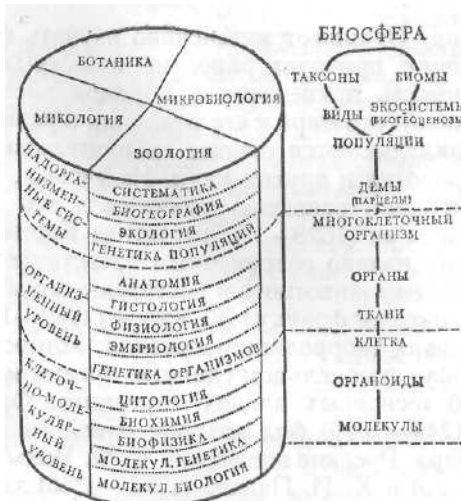 БОТАНИКА
МИКРОБИОЛОГИЯ
МИКОЛОГИЯ
ЗООЛОГИЯ
НАДОРГА-
НИЗМЕН-
НЫЕ СИС-
ТЕМЫ
СИСТЕМАТИКА
БИОГЕОГРАФИЯ
ЭКОЛОГИЯ
ГЕНЕТИКА ПОПУЛЯЦИЙ
ОРГАНИЗ-
МЕННЫЙ
УРОВЕНЬ
АНАТОМИЯ
ГИСТОЛОГИЯ
ФИЗИОЛОГИЯ
ЭМБРИОЛОГИЯ
ГЕНЕТИКА ОРГАНИЗМОВ
КЛЕТОЧ-
НО-МОЛЕ-
КУЛЯР-
НЫЙ
УРОВЕНЬ
ЦИТОЛОГИЯ
БИОХИМИЯ
БИОФИЗИКА
МОЛЕКУЛ. ГЕНЕТИКА
МОЛЕКУЛ. БИОЛОГИЯ
БИОСФЕРА
ТАКСОНЫ
БИОМЫ
ВИДЫ
ЭКОСИСТЕМЫ
(БИОГЕОЦЕНОЗЫ)
ПОПУЛЯЦИИ
ДЕМЫ
(ПАРЦЕЛЫ)
МНОГОКЛЕТОЧНЫЙ
ОРГАНИЗМ
ОРГАНЫ
ТКАНИ
КЛЕТКА
ОРГАНОИДЫ
МОЛЕКУЛЫ